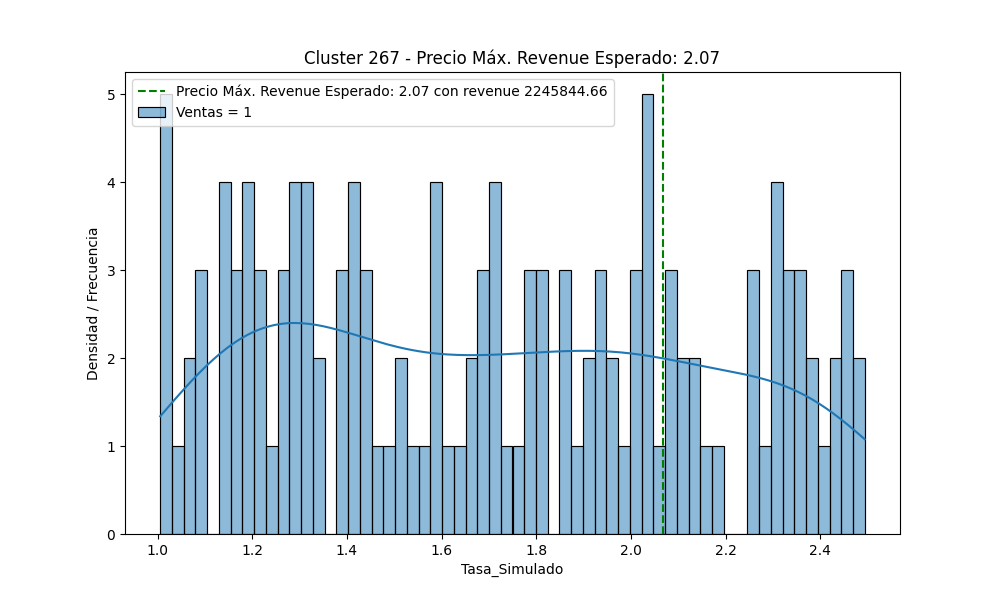 Cluster 267 - Precio Máx. Revenue Esperado: 2.07
Precio Máx. Revenue Esperado: 2.07 con revenue 2245844.66
Ventas = 1
Densidad / Frecuencia
5
4
3
2
1
0
1.0 1.2 1.4 1.6 1.8 2.0 2.2 2.4
Tasa_Simulado